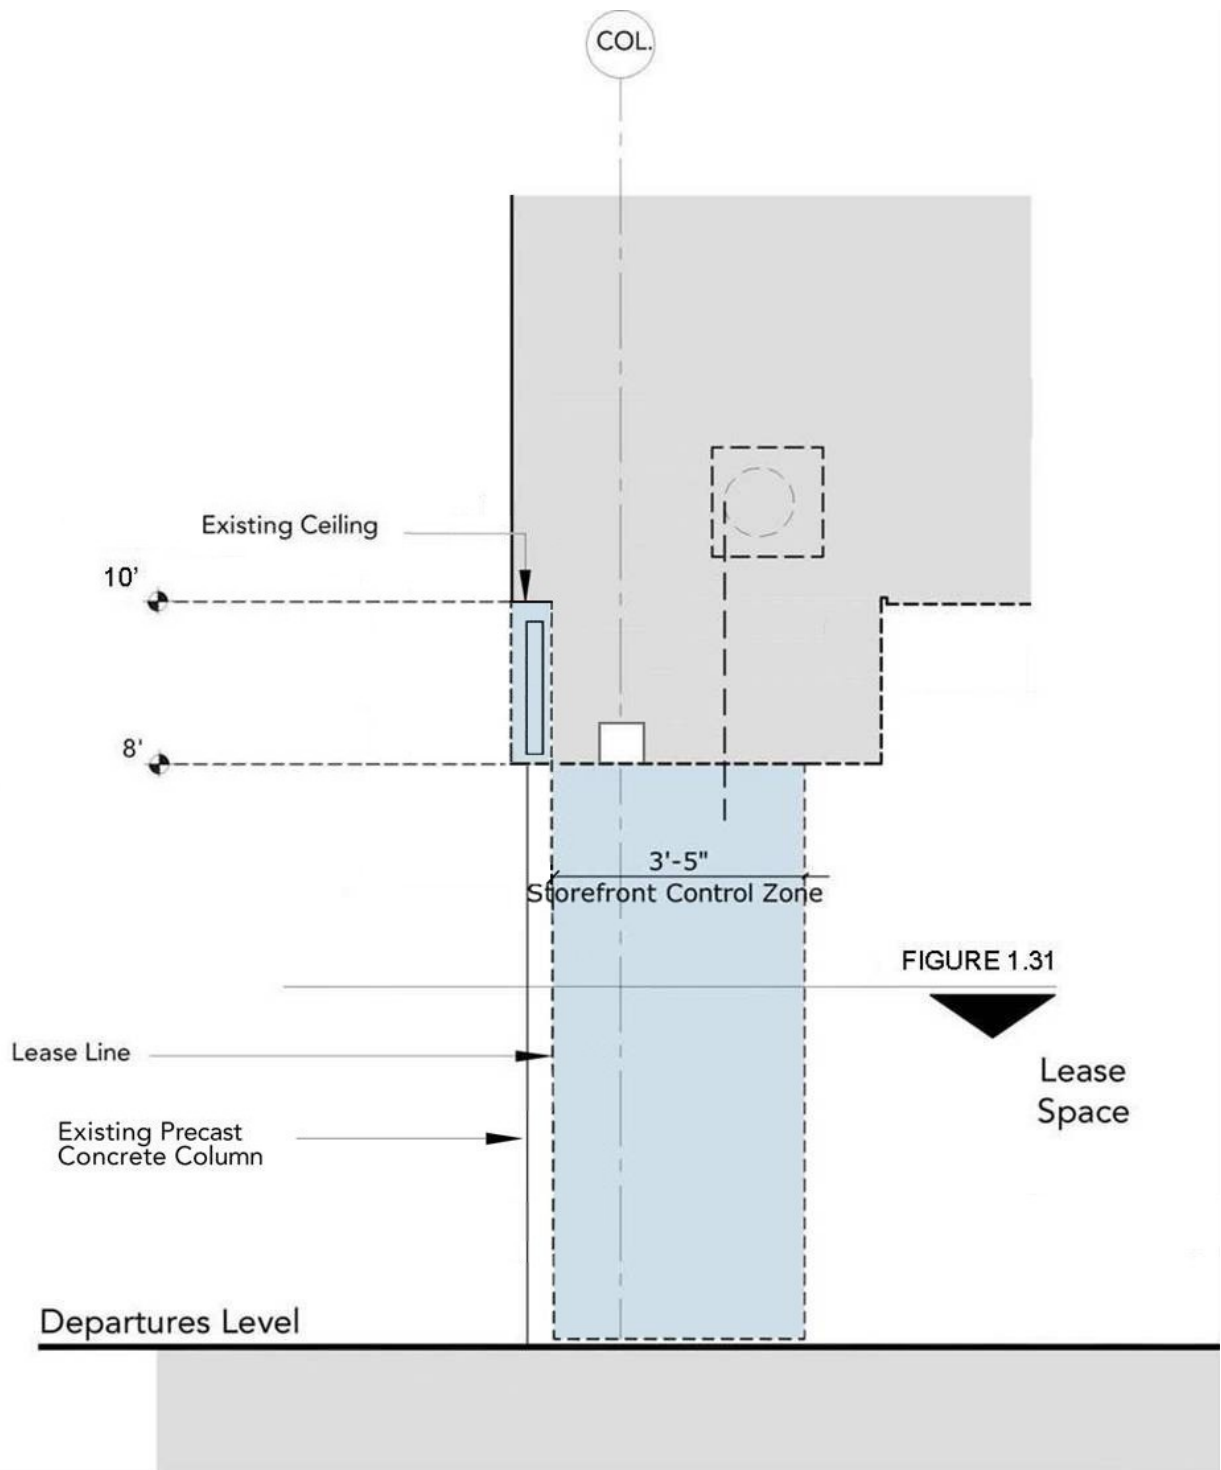 COL.
Existing Ceiling
10'
8'
3'-5"
Storefront Control Zone
FIGURE 1.31
Lease Line
Lease
Space
Existing Precast
Concrete Column
Departures Level